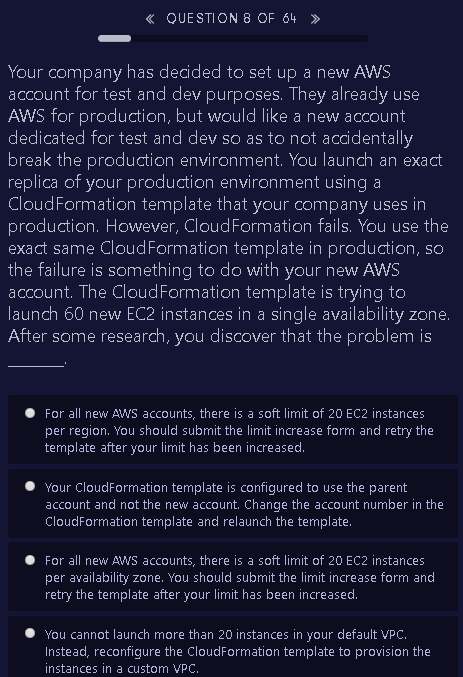 « QUESTION 8 OF 64 »
Your company has decided to set up a new AWS
account for test and dev purposes. They already use
AWS for production, but would like a new account
dedicated for test and dev so as to not accidentally
break the production environment. You launch an exact
replica of your production environment using a
CloudFormation template that your company uses in
production. However, CloudFormation fails. You use the
exact same CloudFormation template in production, so
the failure is something to do with your new AWS
account. The CloudFormation template is trying to
launch 60 new EC2 instances in a single availability zone.
After some research, you discover that the problem is
______.
For all new AWS accounts, there is a soft limit of 20 EC2 instances
per region. You should submit the limit increase form and retry the
template after your limit has been increased.
Your CloudFormation template is configured to use the parent
account and not the new account. Change the account number in the
CloudFormation template and relaunch the template.
For all new AWS accounts, there is a soft limit of 20 EC2 instances
per availability zone. You should submit the limit increase form and
retry the template after your limit has been increased.
You cannot launch more than 20 instances in your default VPC.
Instead, reconfigure the CloudFormation template to provision the
instances in a custom VPC.